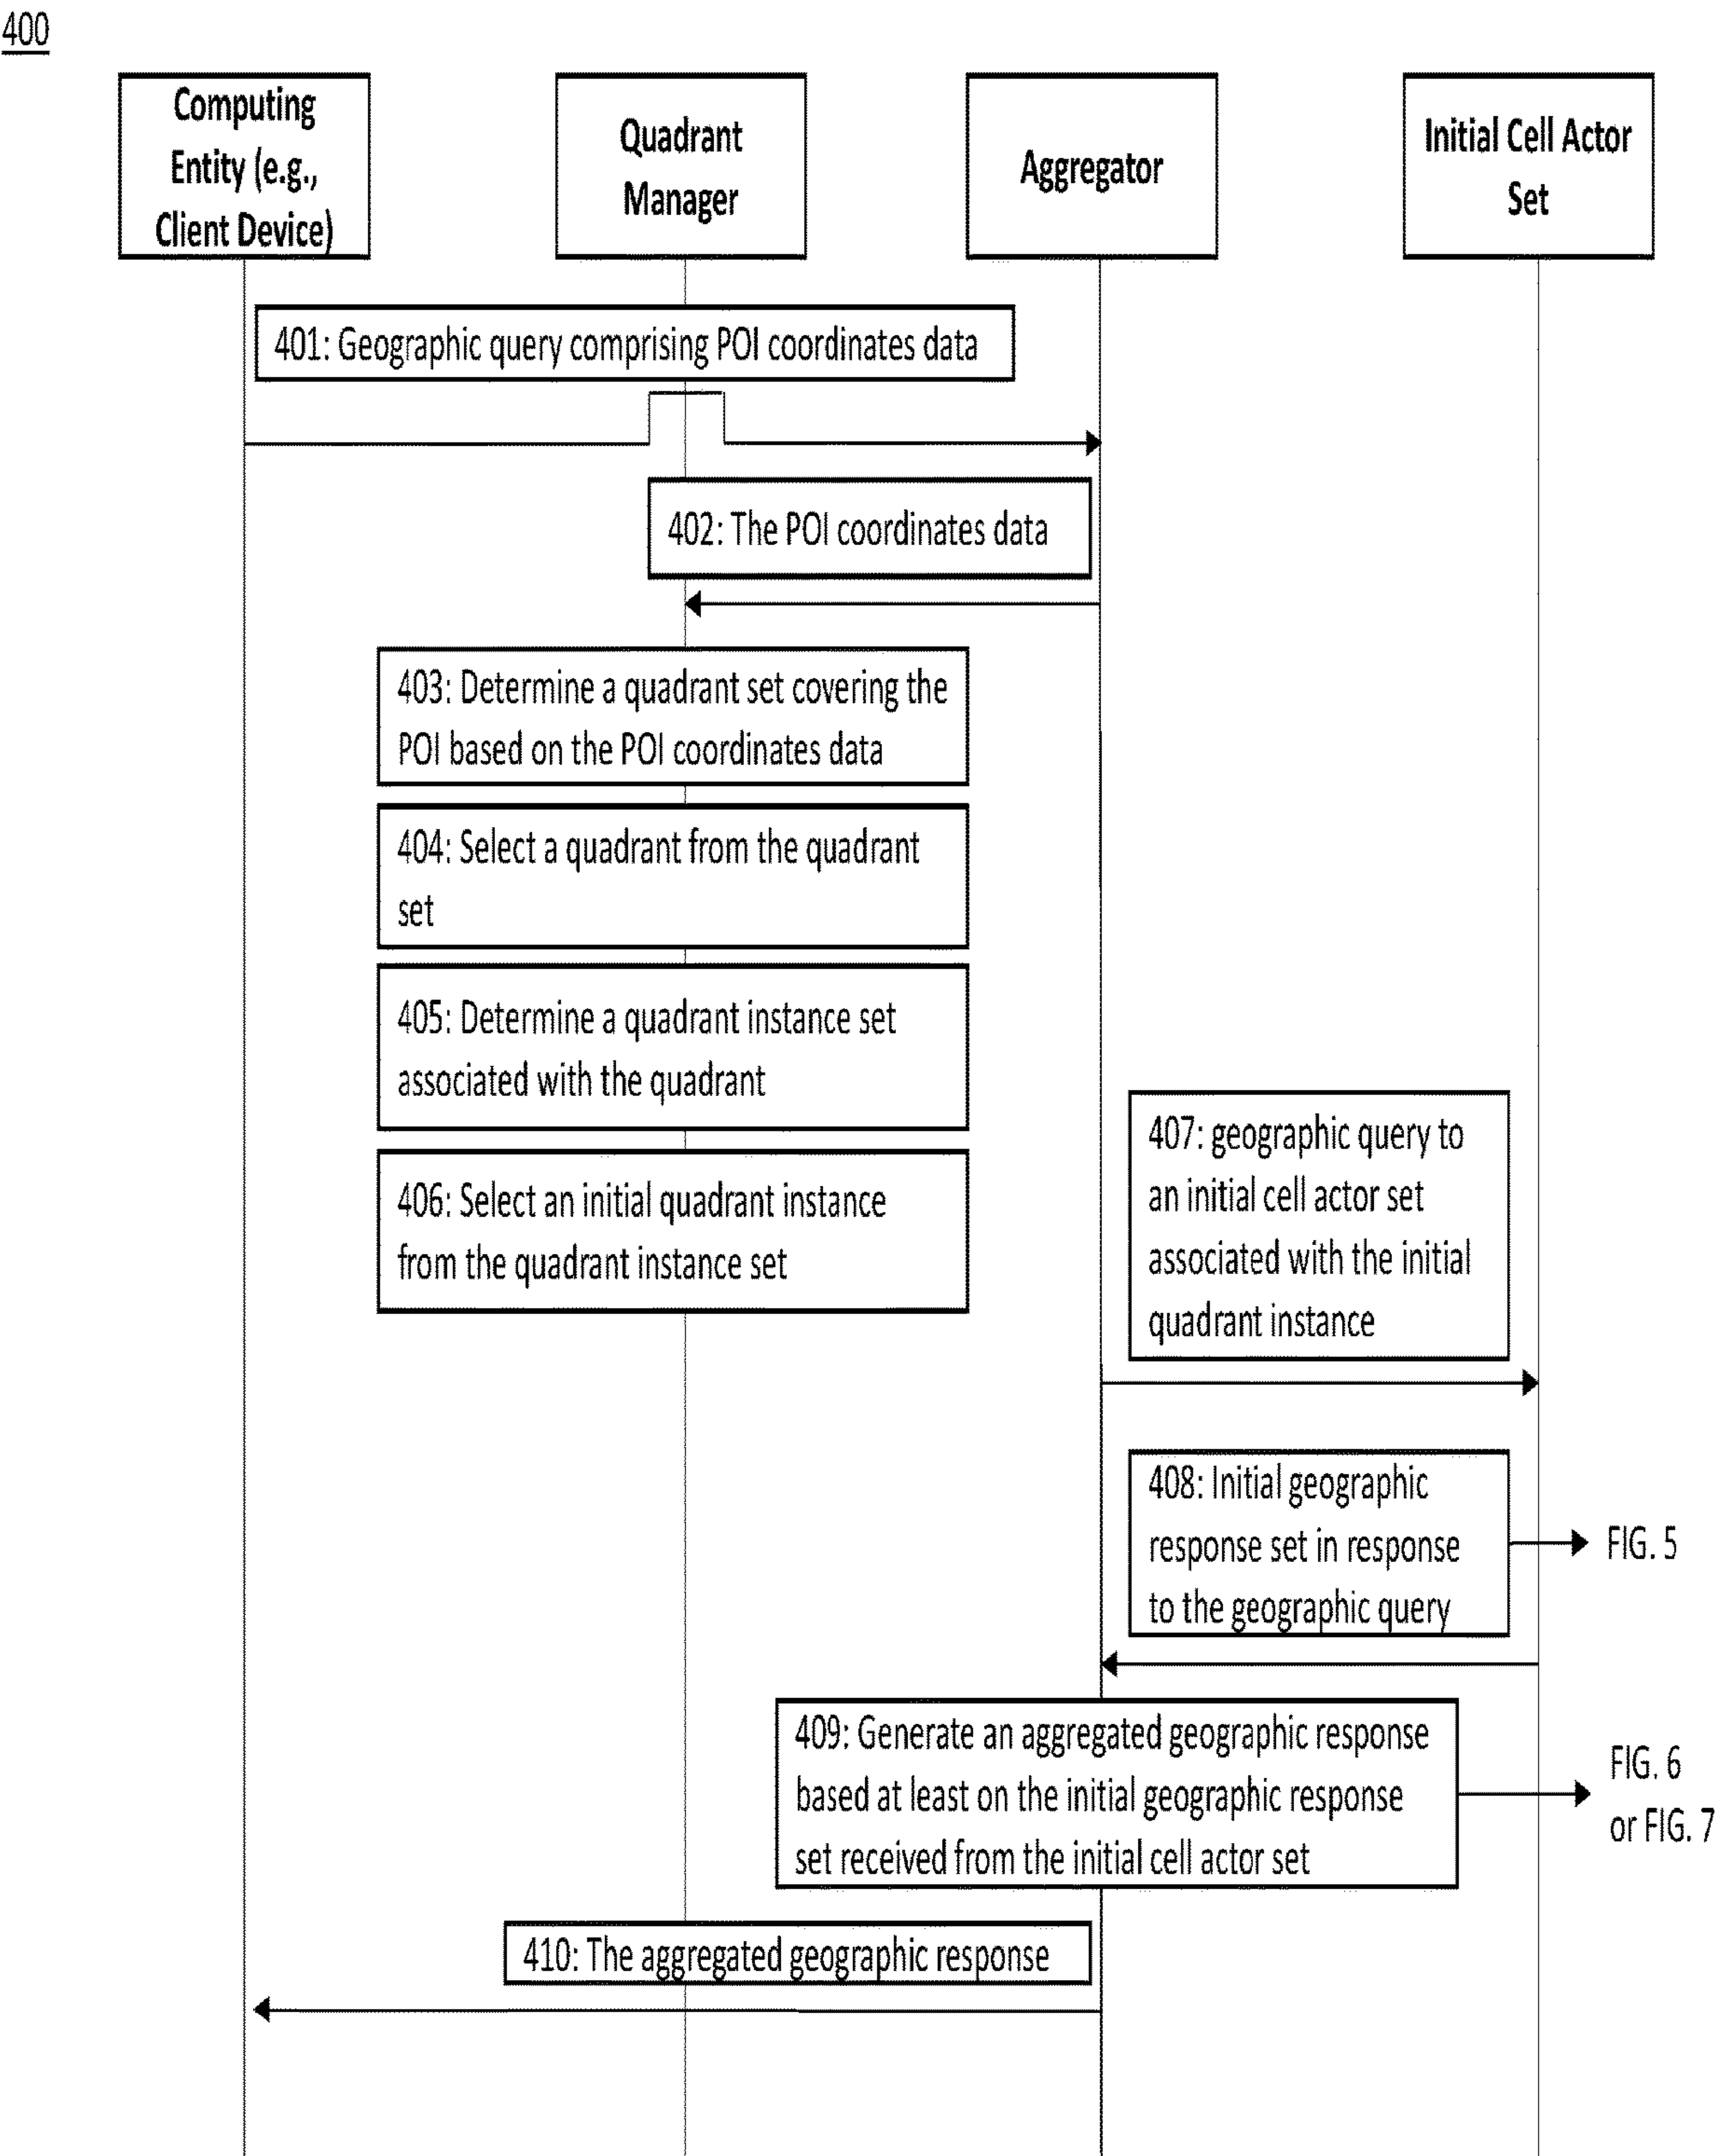 400
Computing
Entity (e.g.,
Client Device)
Quadrant
Manager
Aggregator
Initial Cell Actor
Set
401: Geographic query comprising POI coordinates data
402: The POI coordinates data
403: Determine a quadrant set covering the
POI based on the POI coordinates data
404: Select a quadrant from the quadrant
set
405: Determine a quadrant instance set
associated with the quadrant
406: Select an initial quadrant instance
from the quadrant instance set
407: geographic query to
an initial cell actor set
associated with the initial
quadrant instance
408: Initial geographic
response set in response
to the geographic query
FIG. 5
409: Generate an aggregated geographic response
based at least on the initial geographic response
set received from the initial cell actor set
FIG. 6
or FIG. 7
410: The aggregated geographic response